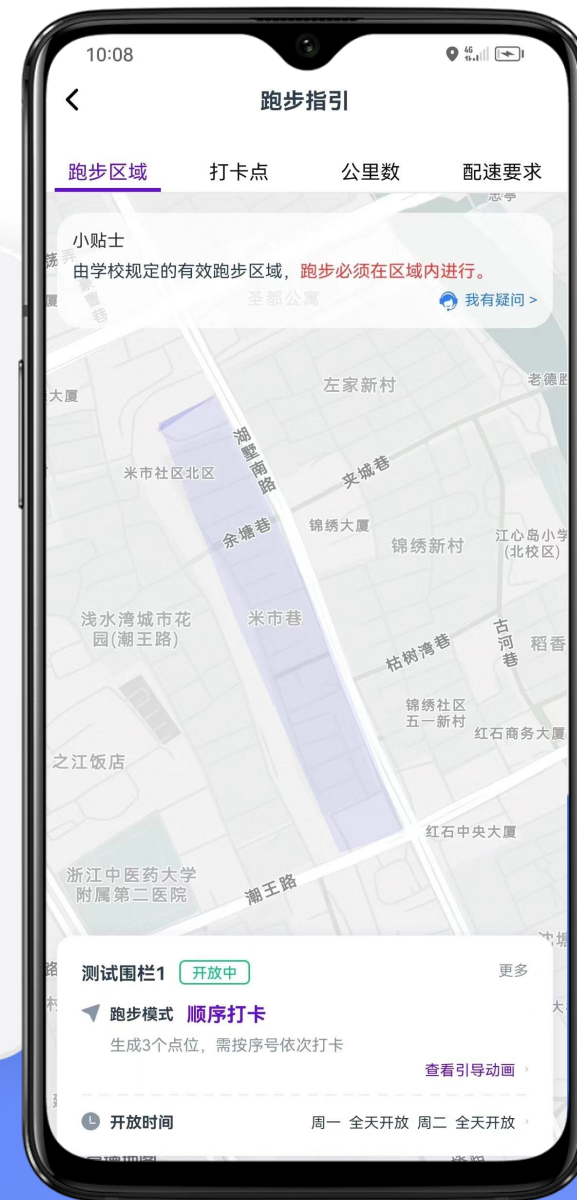 10:08
4G
跑步指引
跑步区域 打卡点 公里数 配速要求
小贴士
由学校规定的有效跑步区域，跑步必须在区域内进行。
圣都公寓
我有疑问 >
左家新村
老德胜
大厦
湖墅南路
米市社区北区
夹城巷
余塘巷
锦绣大厦
锦绣新村
江心岛小学
(北校区)
浅水湾城市花
园(潮王路)
米市巷
古河巷
稻香
枯树湾巷
锦绣社区
五一新村
红石商务大厦
之江饭店
红石中央大厦
浙江中医药大学
附属第二医院
潮王路
测试围栏1 开放中 更多
跑步模式 顺序打卡
生成3个点位，需按序号依次打卡
查看引导动画
开放时间 周一 全天开放 周二 全天开放